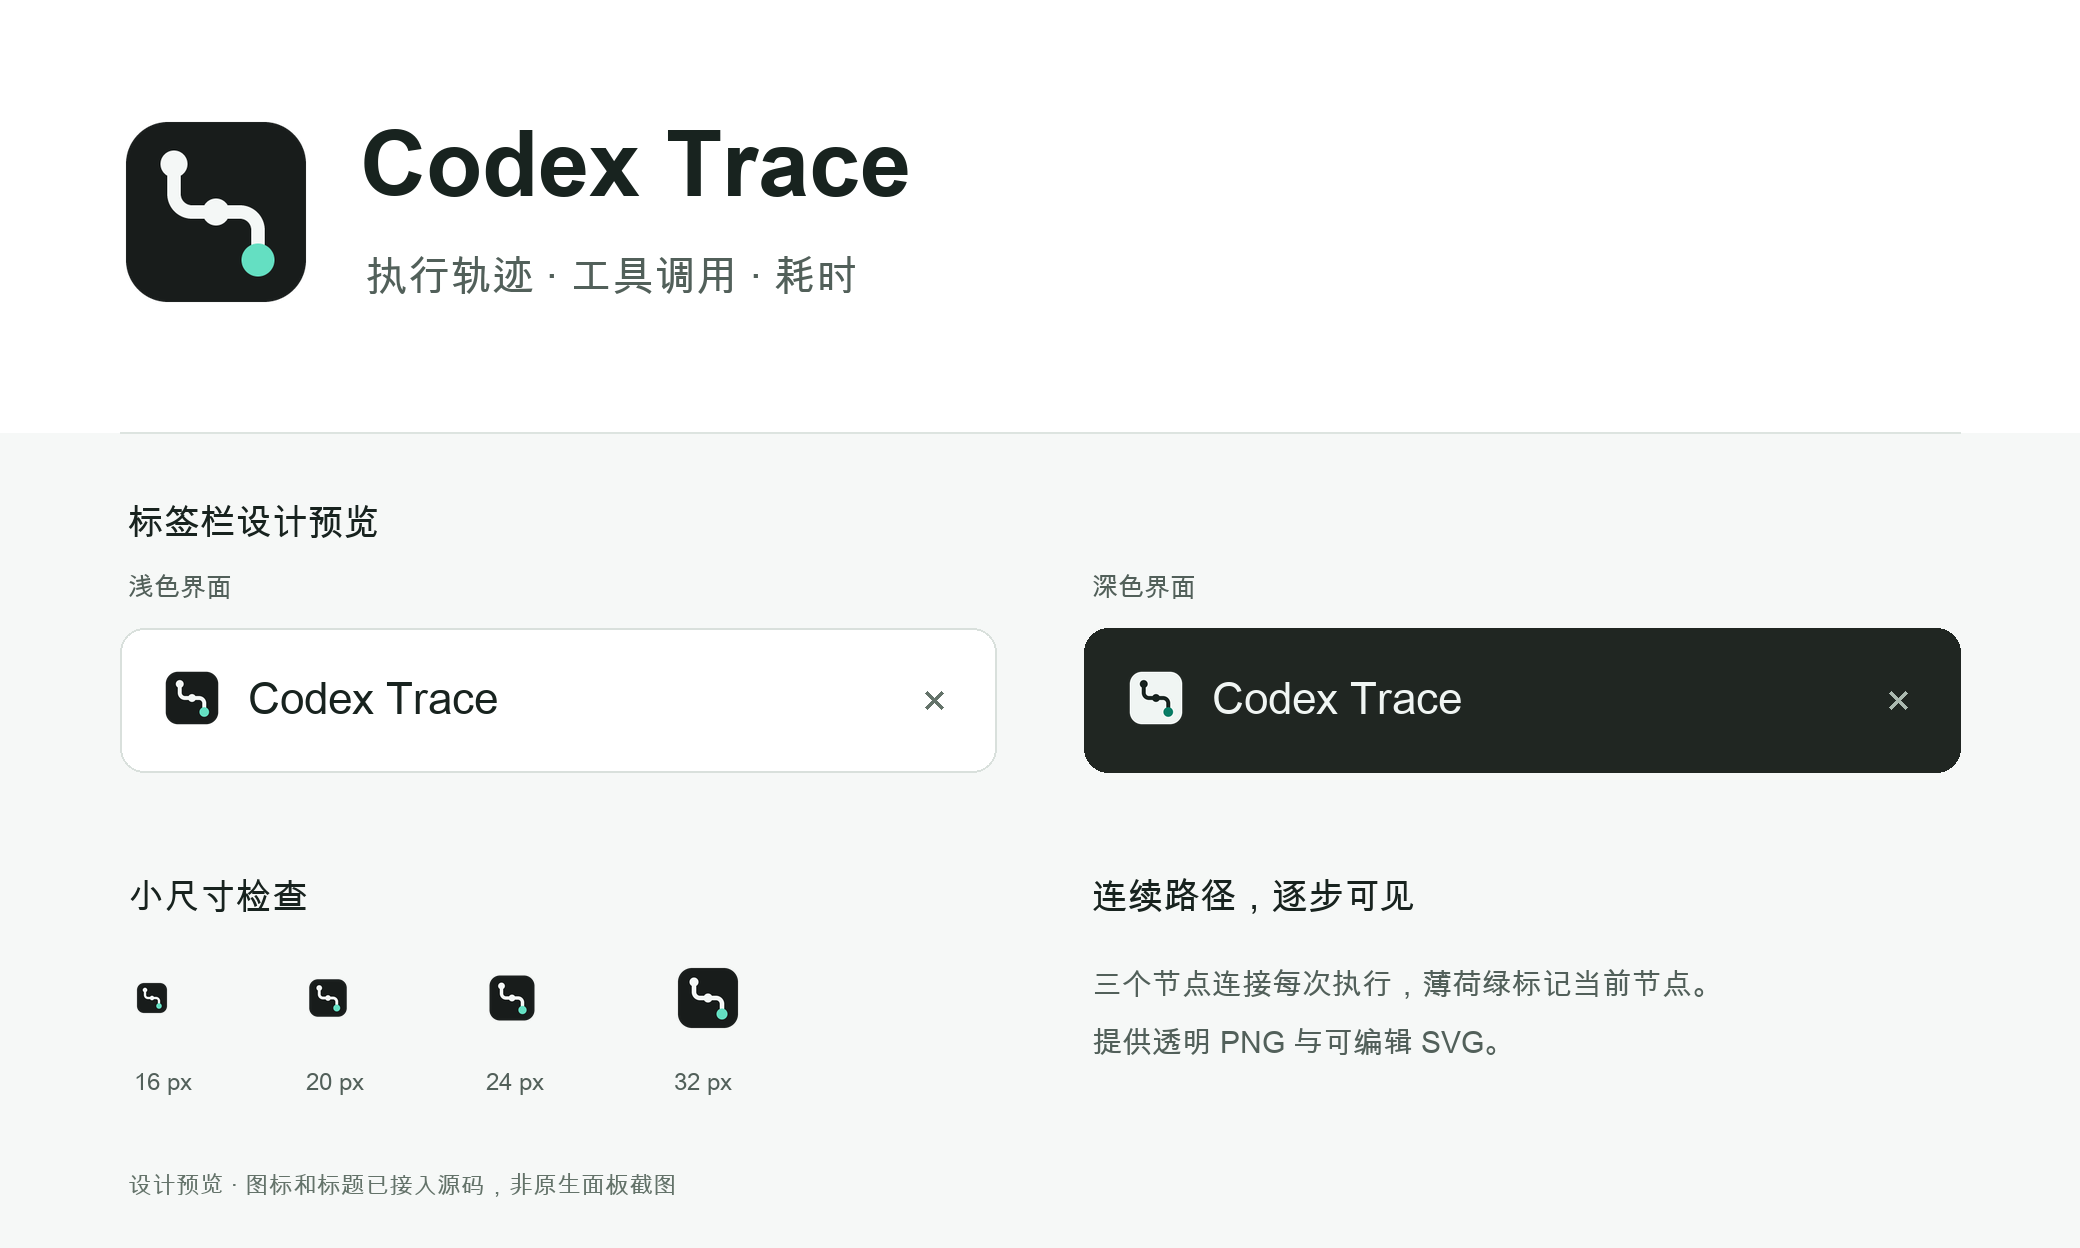 Codex Trace
执行轨迹 · 工具调用 · 耗时
标签栏设计预览
浅色界面
Codex Trace ×
深色界面
Codex Trace ×
小尺寸检查
16 px
20 px
24 px
32 px
连续路径，逐步可见
三个节点连接每次执行，薄荷绿标记当前节点。
提供透明 PNG 与可编辑 SVG。
设计预览 · 图标和标题已接入源码，非原生面板截图